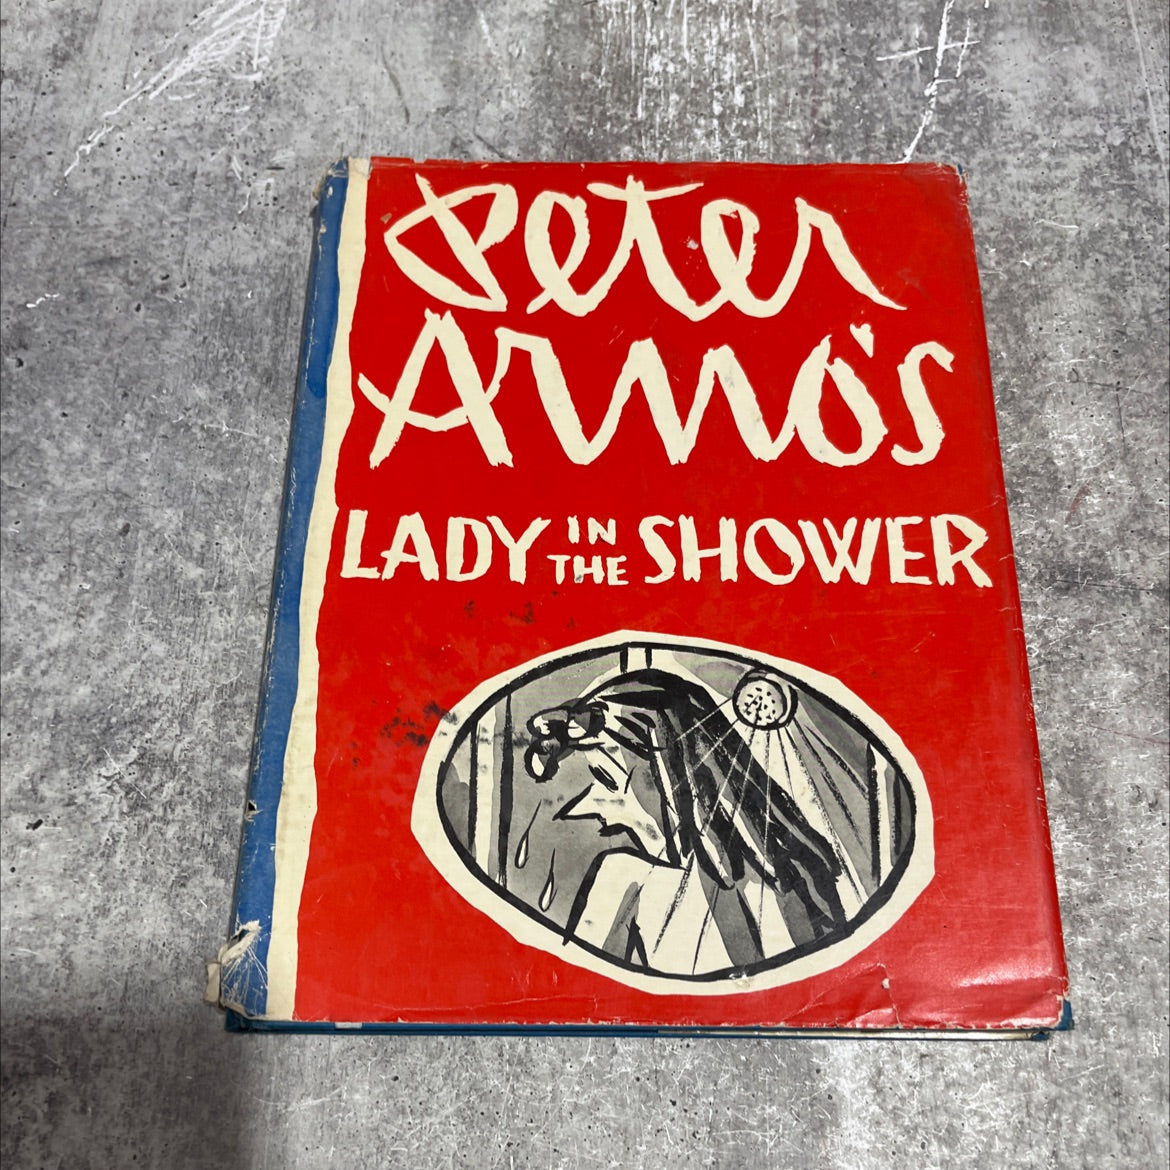 Peter
Arno's
LADY IN THE SHOWER